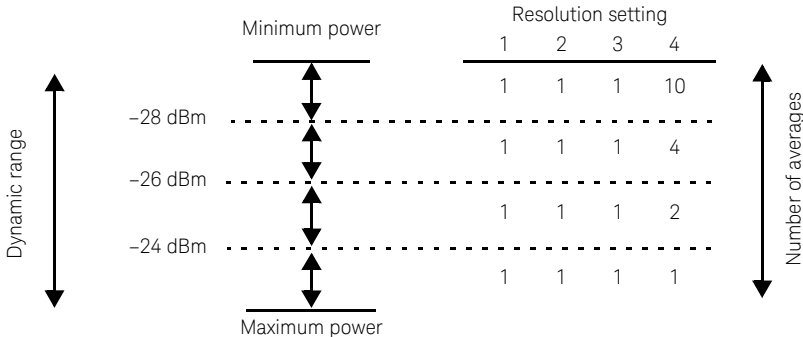 Resolution setting
Minimum power
1 2 3 4
1 1 1 10
–28 dBm
1 1 1 4
–26 dBm
1 1 1 2
–24 dBm
1 1 1 1
Maximum power
Dynamic range
Number of averages